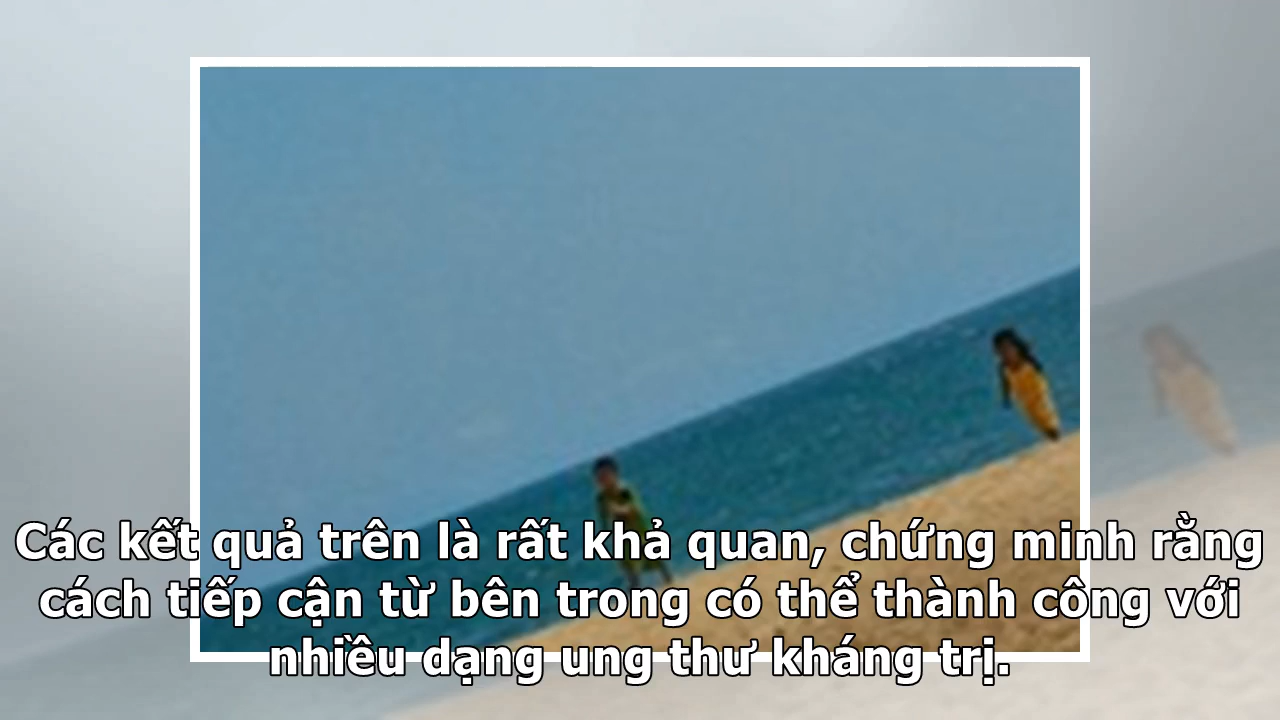 Các kết quả trên là rất khả quan, chứng minh rằng
cách tiếp cận từ bên trong có thể thành công với
nhiều dạng ung thư kháng trị.